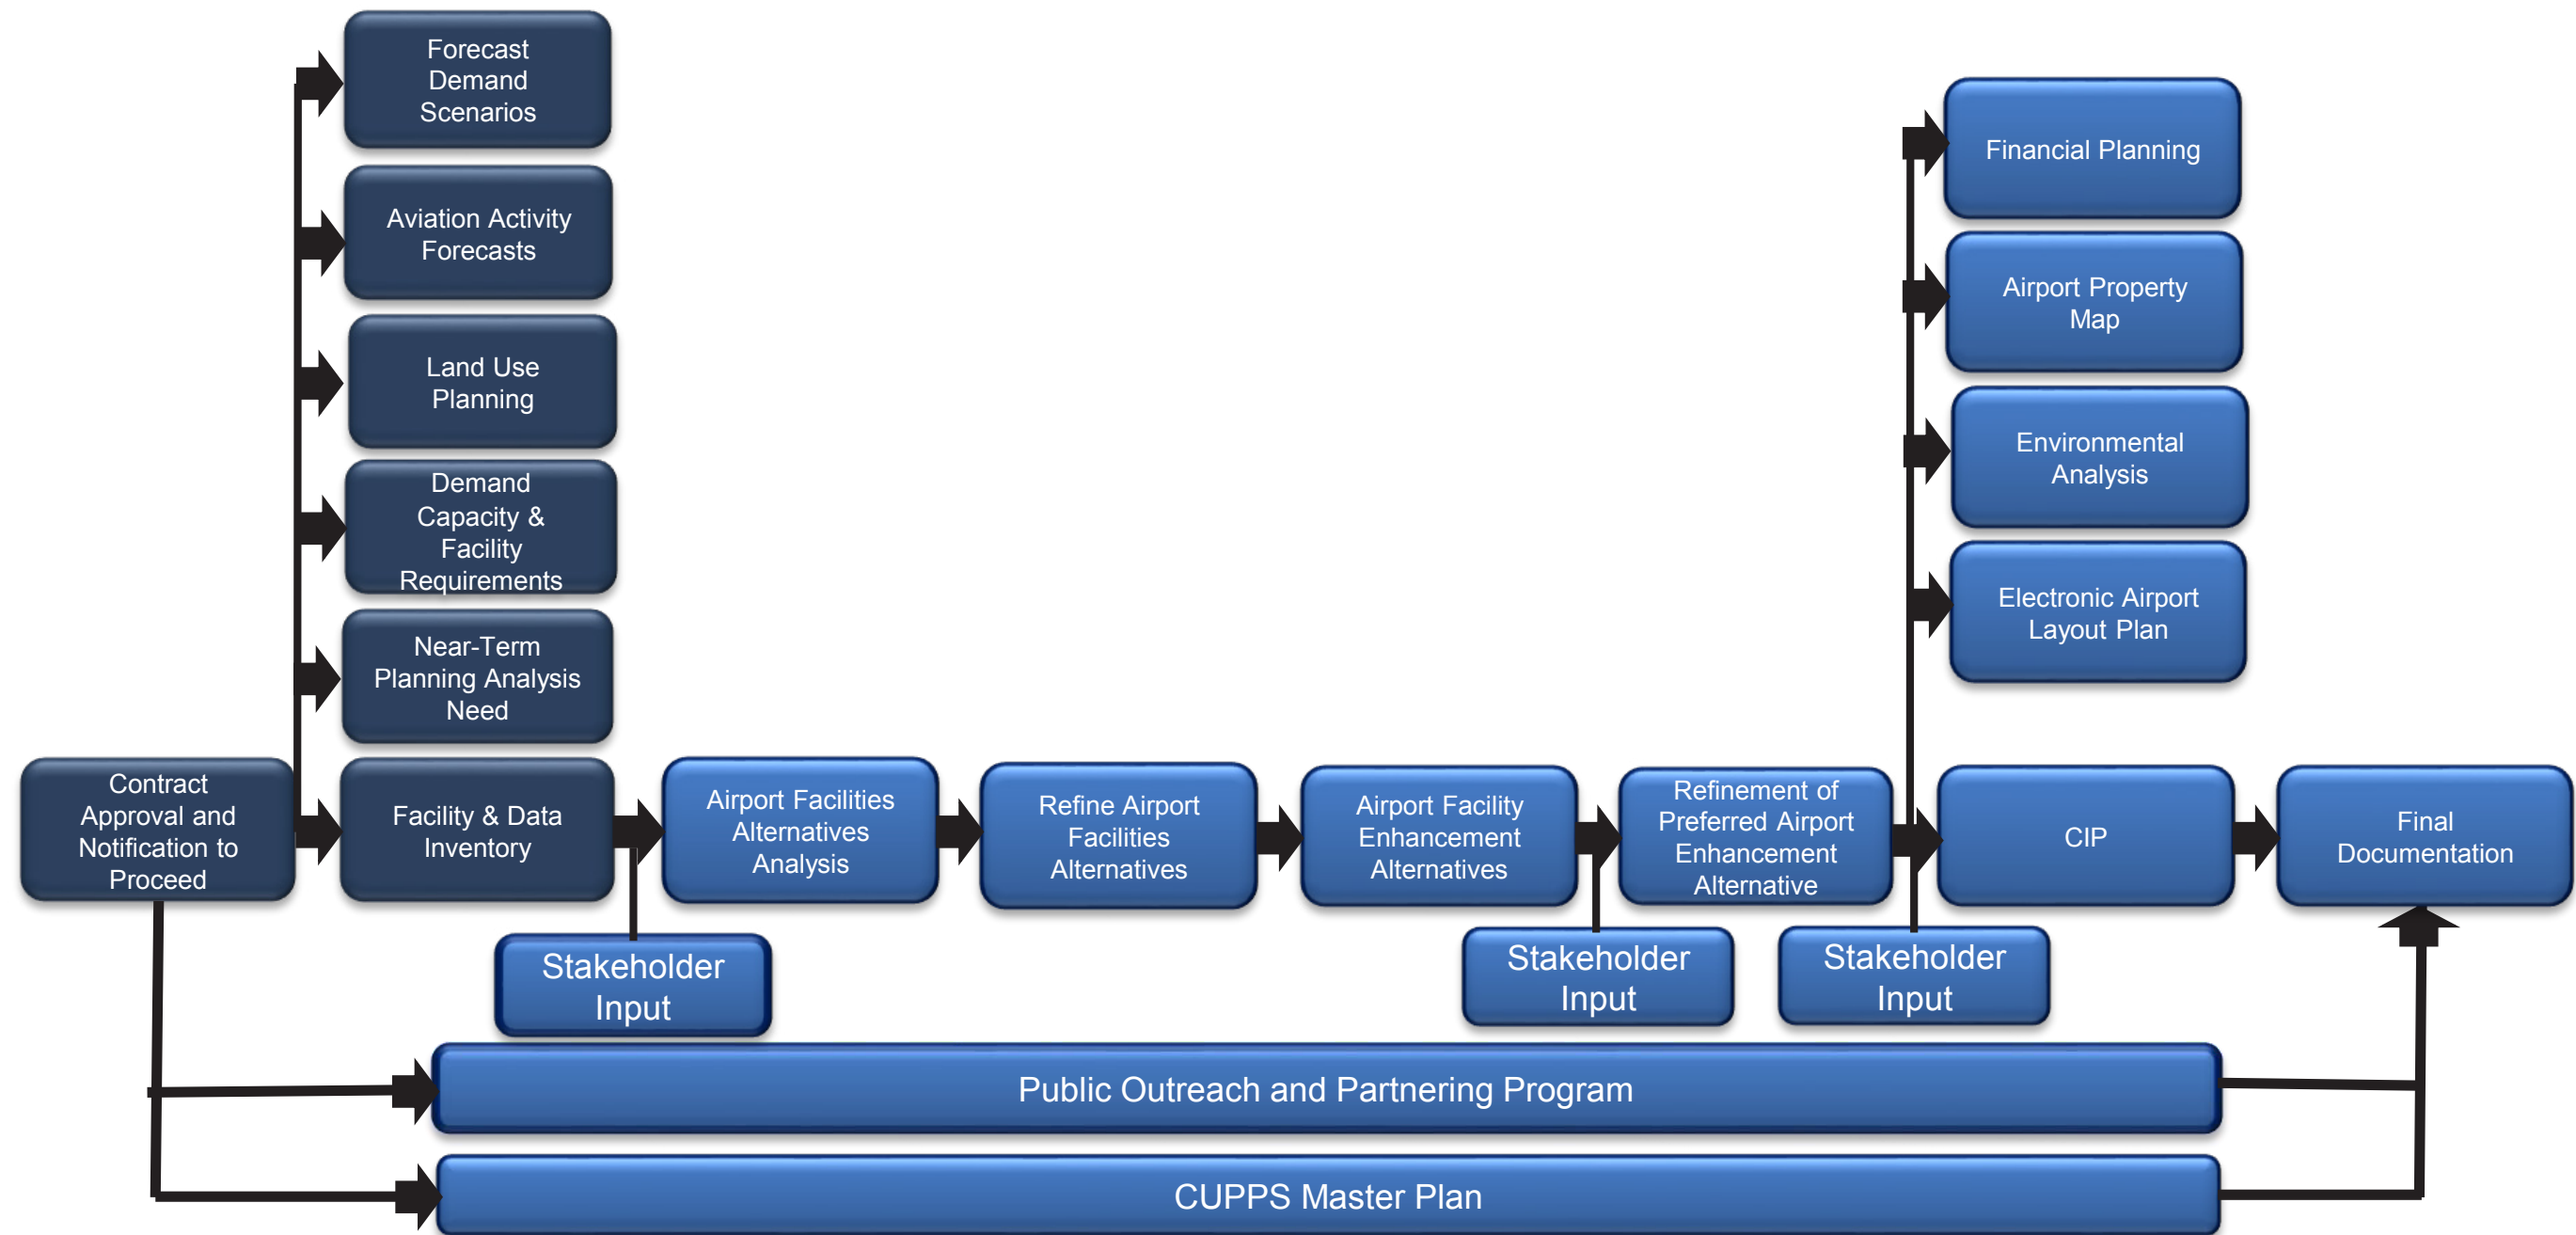 Forecast
Demand
Scenarios
Aviation Activity
Forecasts
Land Use
Planning
Demand
Capacity &
Facility
Requirements
Near-Term
Planning Analysis
Need
Contract
Approval and
Notification to
Proceed
Facility & Data
Inventory
Airport Facilities
Alternatives
Analysis
Refine Airport
Facilities
Alternatives
Airport Facility
Enhancement
Alternatives
Refinement of
Preferred Airport
Enhancement
Alternative
Financial Planning
Airport Property
Map
Environmental
Analysis
Electronic Airport
Layout Plan
CIP
Final
Documentation
Stakeholder
Input
Stakeholder
Input
Stakeholder
Input
Public Outreach and Partnering Program
CUPPS Master Plan